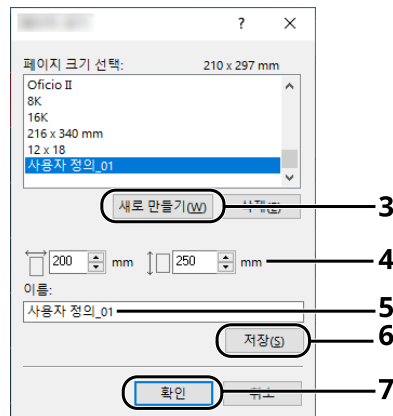 ?
페이지 크기 선택: 210 x 297 mm
Oficio II
8K
16K
216 x 340 mm
12 x 18
사용자 정의_01
새로 만들기(W) 3
200 mm 250 mm 4
이름:
사용자 정의_01 5
저장(S) 6
확인 취소 7